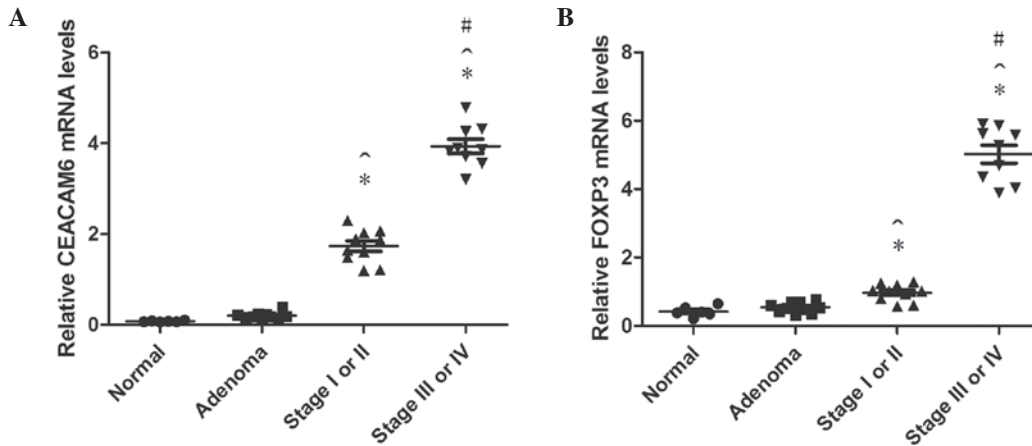 A
Relative CEACAM6 mRNA levels
6
4
2
0
^
*
#
^
*
Normal
Adenoma
Stage I or II
Stage III or IV
B
Relative FOXP3 mRNA levels
8
6
4
2
0
^
*
#
^
*
Normal
Adenoma
Stage I or II
Stage III or IV